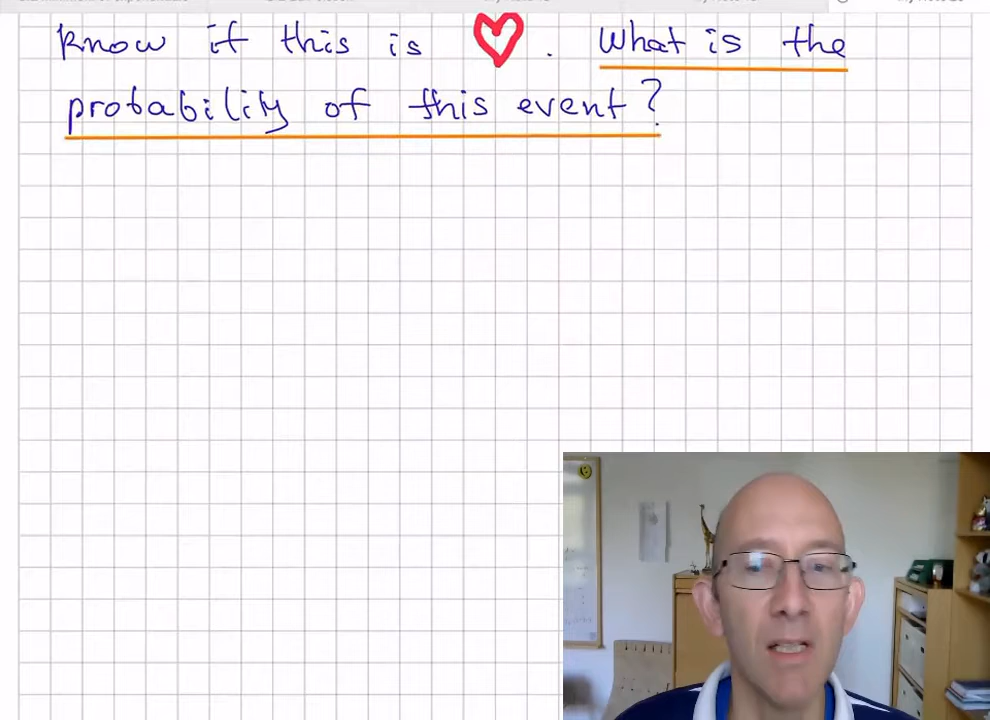 know if this is ♥. What is the
probability of this event?